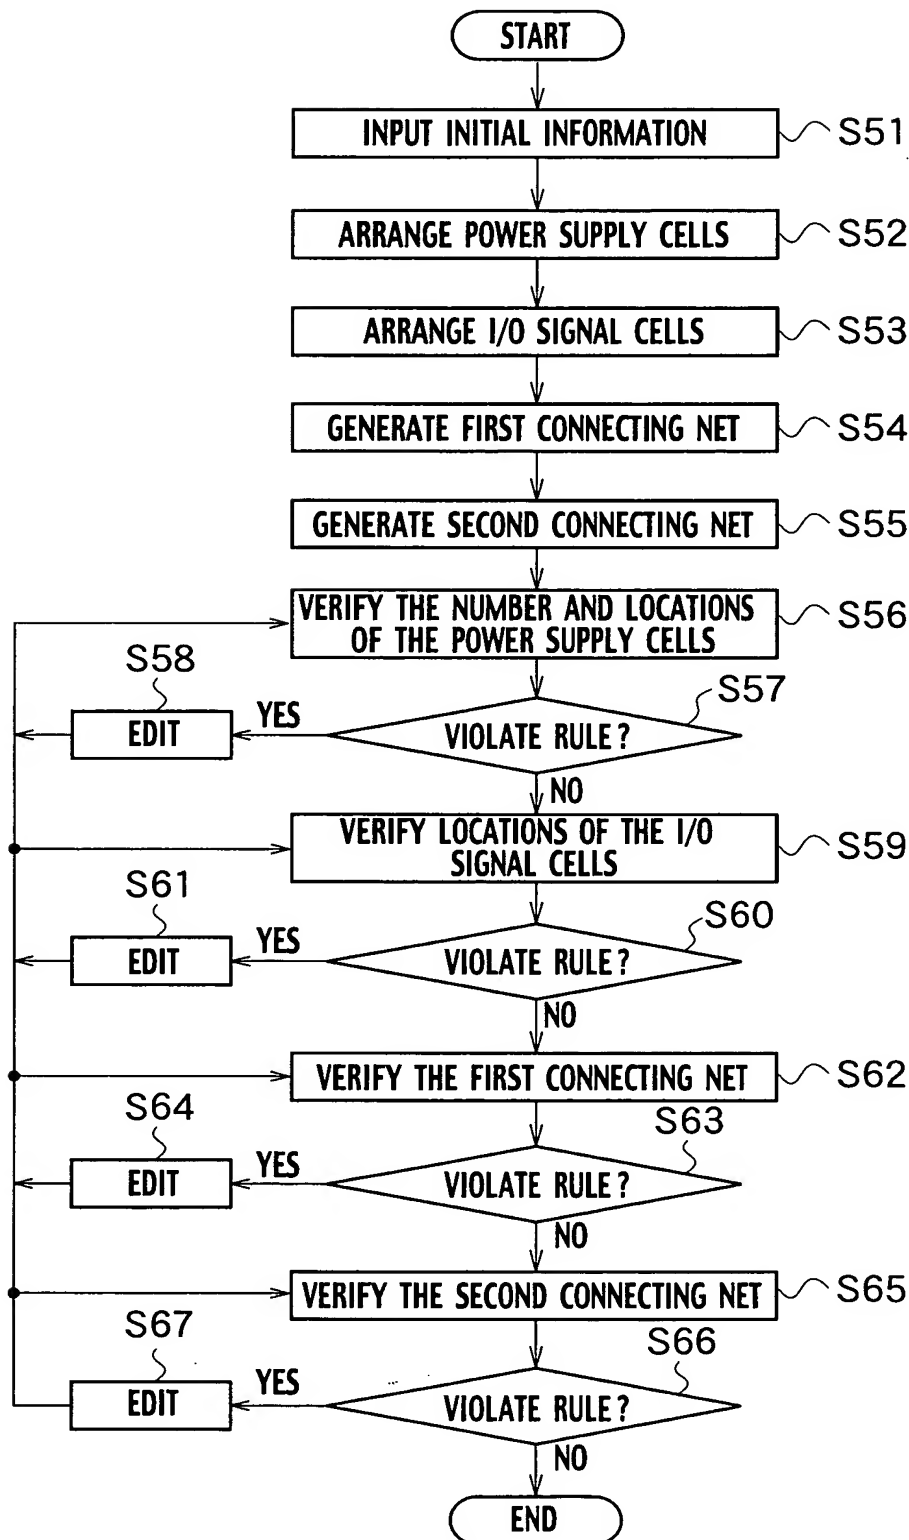 START
INPUT INITIAL INFORMATION
S51
ARRANGE POWER SUPPLY CELLS
S52
ARRANGE I/O SIGNAL CELLS
S53
GENERATE FIRST CONNECTING NET
S54
GENERATE SECOND CONNECTING NET
S55
VERIFY THE NUMBER AND LOCATIONS
OF THE POWER SUPPLY CELLS
S56
S58
EDIT
YES
VIOLATE RULE?
S57
NO
VERIFY LOCATIONS OF THE I/O
SIGNAL CELLS
S59
S61
EDIT
YES
VIOLATE RULE?
S60
NO
VERIFY THE FIRST CONNECTING NET
S62
S64
EDIT
YES
VIOLATE RULE?
S63
NO
VERIFY THE SECOND CONNECTING NET
S65
S67
EDIT
YES
VIOLATE RULE?
S66
NO
END